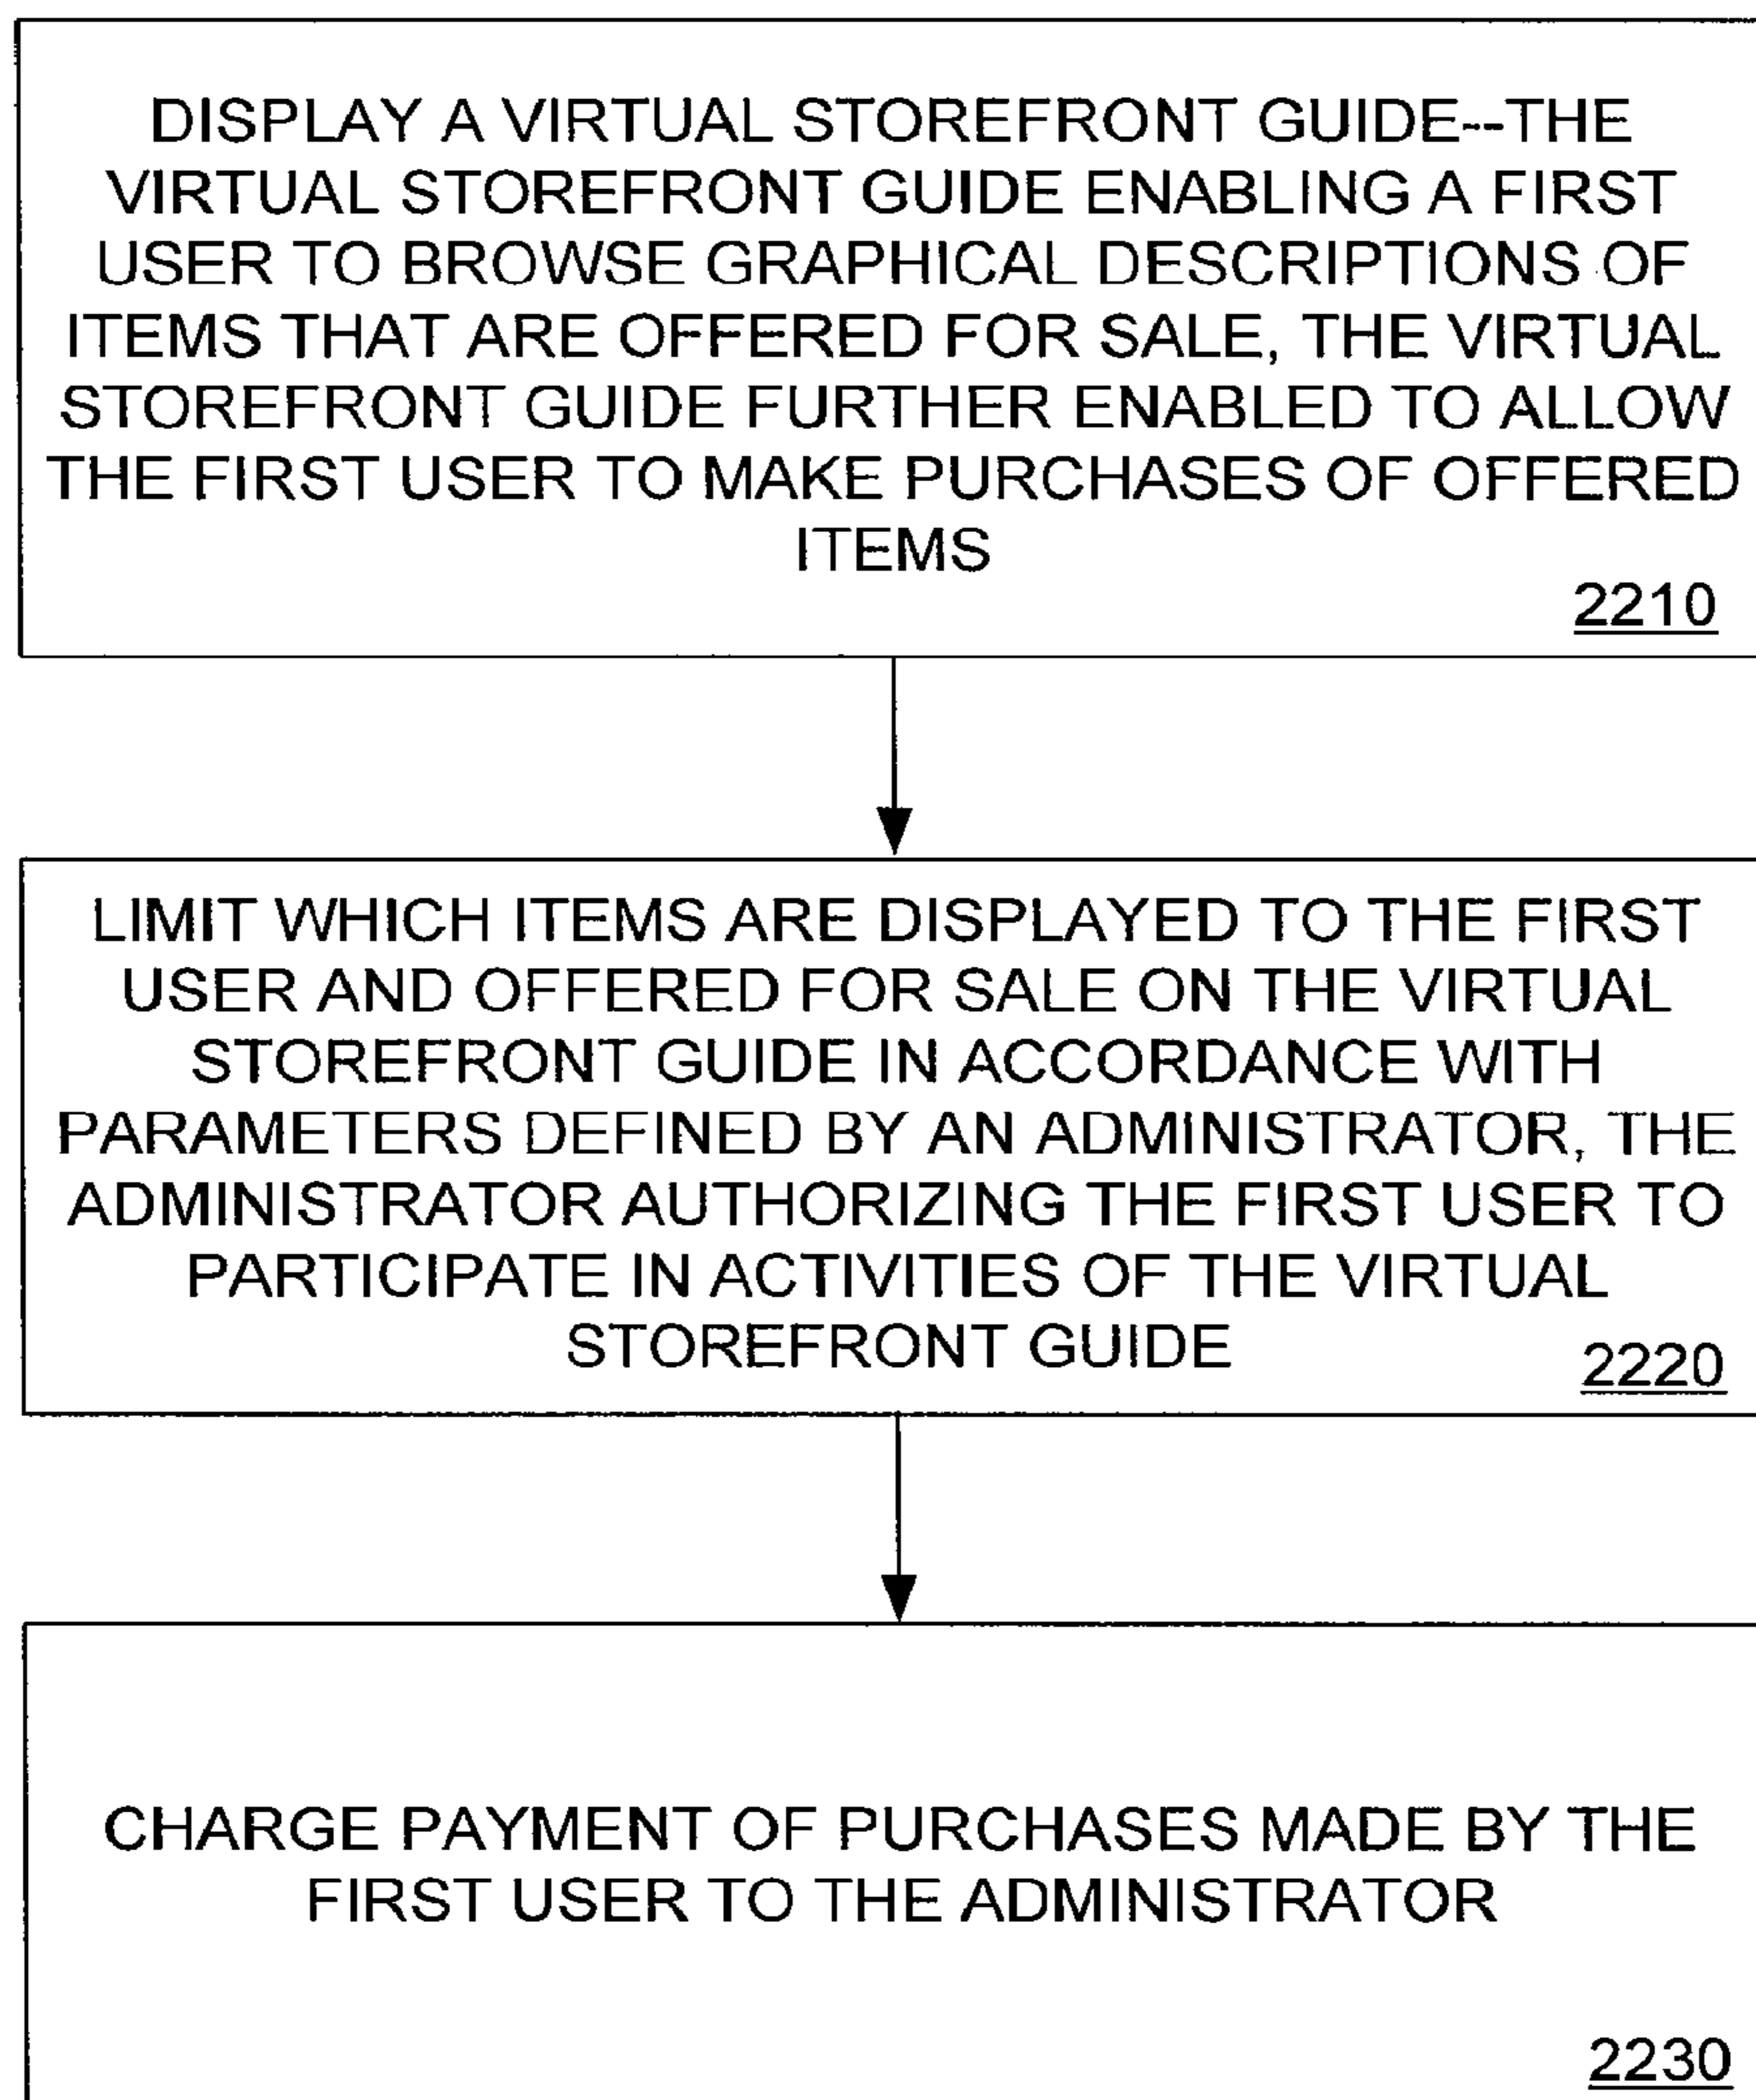 DISPLAY A VIRTUAL STOREFRONT GUIDE--THE
VIRTUAL STOREFRONT GUIDE ENABLING A FIRST
USER TO BROWSE GRAPHICAL DESCRIPTIONS OF
ITEMS THAT ARE OFFERED FOR SALE, THE VIRTUAL
STOREFRONT GUIDE FURTHER ENABLED TO ALLOW
THE FIRST USER TO MAKE PURCHASES OF OFFERED
ITEMS
2210
LIMIT WHICH ITEMS ARE DISPLAYED TO THE FIRST
USER AND OFFERED FOR SALE ON THE VIRTUAL
STOREFRONT GUIDE IN ACCORDANCE WITH
PARAMETERS DEFINED BY AN ADMINISTRATOR, THE
ADMINISTRATOR AUTHORIZING THE FIRST USER TO
PARTICIPATE IN ACTIVITIES OF THE VIRTUAL
STOREFRONT GUIDE
2220
CHARGE PAYMENT OF PURCHASES MADE BY THE
FIRST USER TO THE ADMINISTRATOR
2230